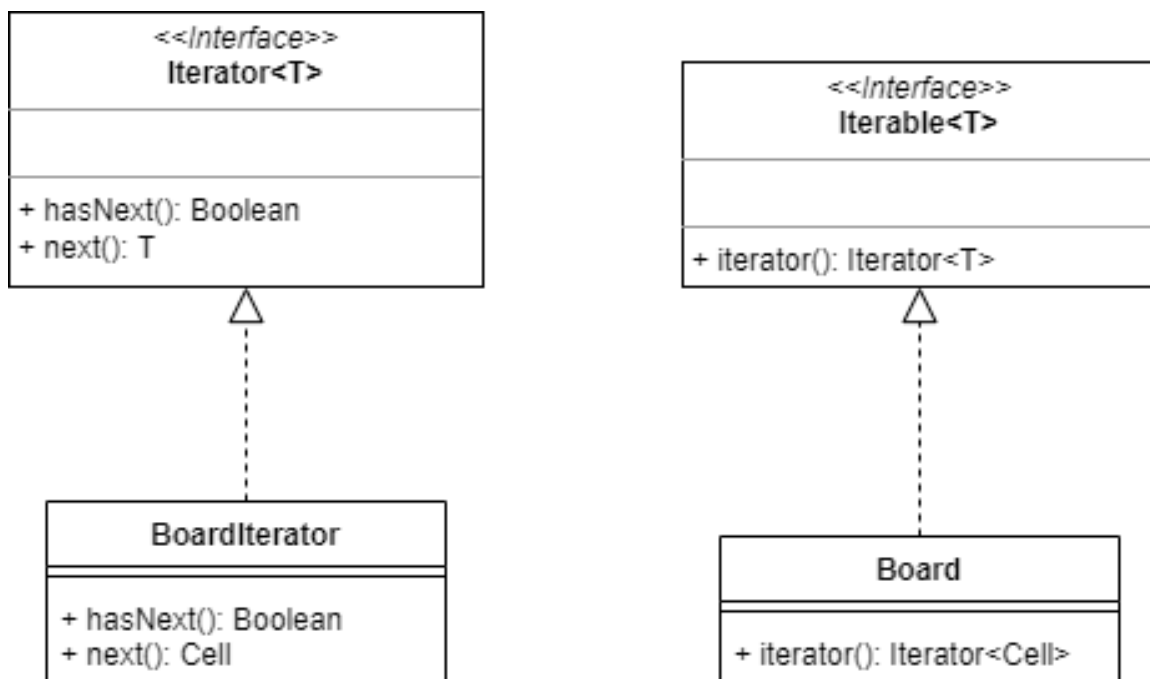 <<Interface>>
Iterator<T>
+ hasNext(): Boolean
+ next(): T
<<Interface>>
Iterable<T>
+ iterator(): Iterator<T>
BoardIterator
+ hasNext(): Boolean
+ next(): Cell
Board
+ iterator(): Iterator<Cell>